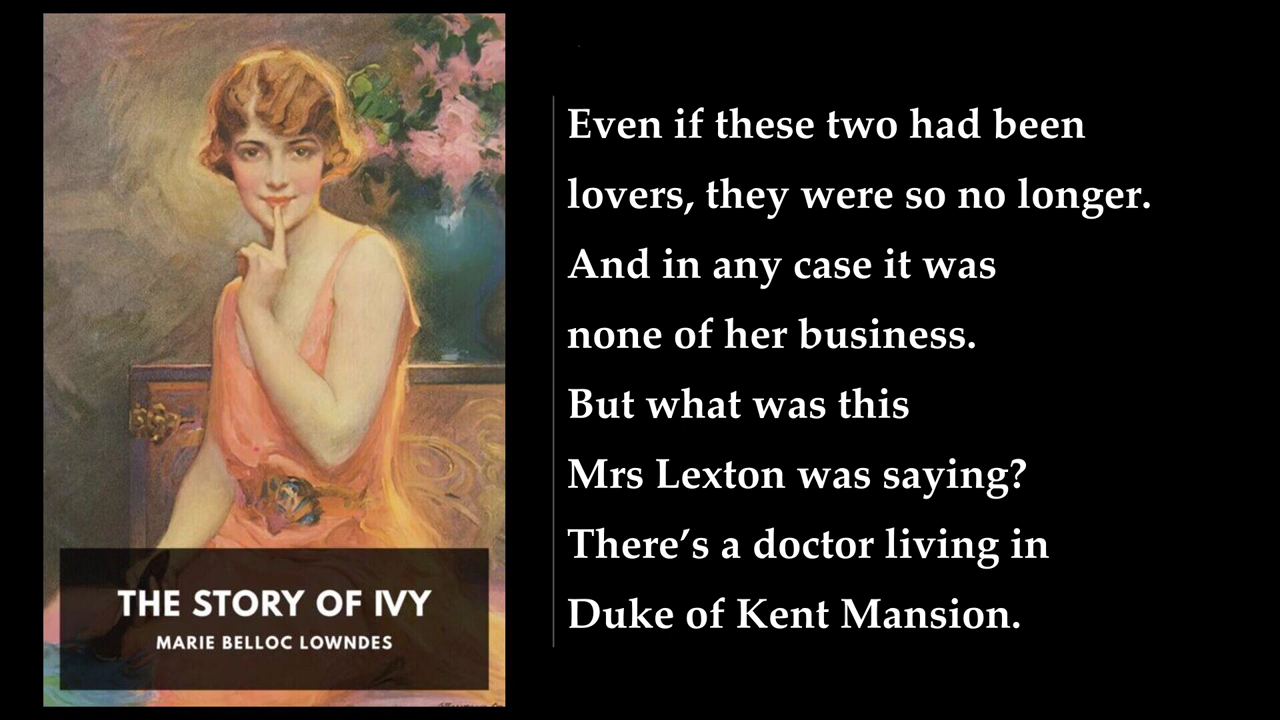 THE STORY OF IVY
MARIE BELLOC LOWNDES
Even if these two had been
lovers, they were so no longer.
And in any case it was
none of her business.
But what was this
Mrs Lexton was saying?
There’s a doctor living in
Duke of Kent Mansion.